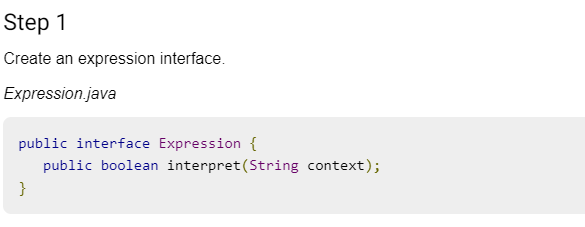 Step 1
Create an expression interface.
Expression.java
public interface Expression {
   public boolean interpret(String context);
}